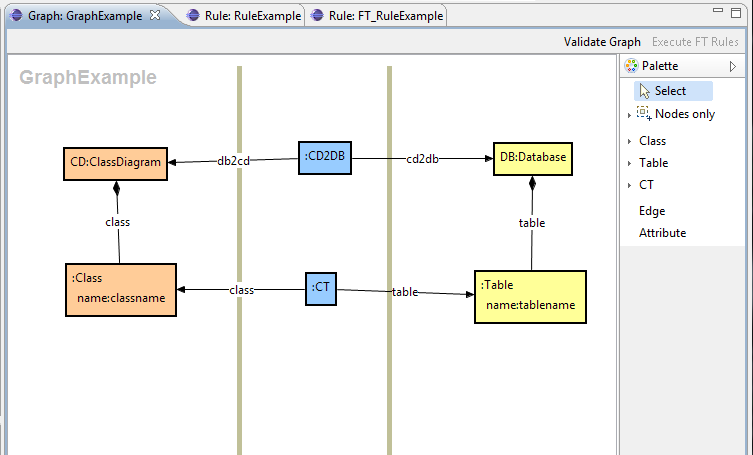 Graph: GraphExample
Rule: RuleExample
Rule: FT_RuleExample
Validate Graph
Execute FT Rules
GraphExample
Palette
Select
Nodes only
Class
Table
CT
Edge
Attribute
CD:ClassDiagram
db2cd
:CD2DB
cd2db
DB:Database
class
table
:Class
name:classname
class
:CT
table
:Table
name:tablename